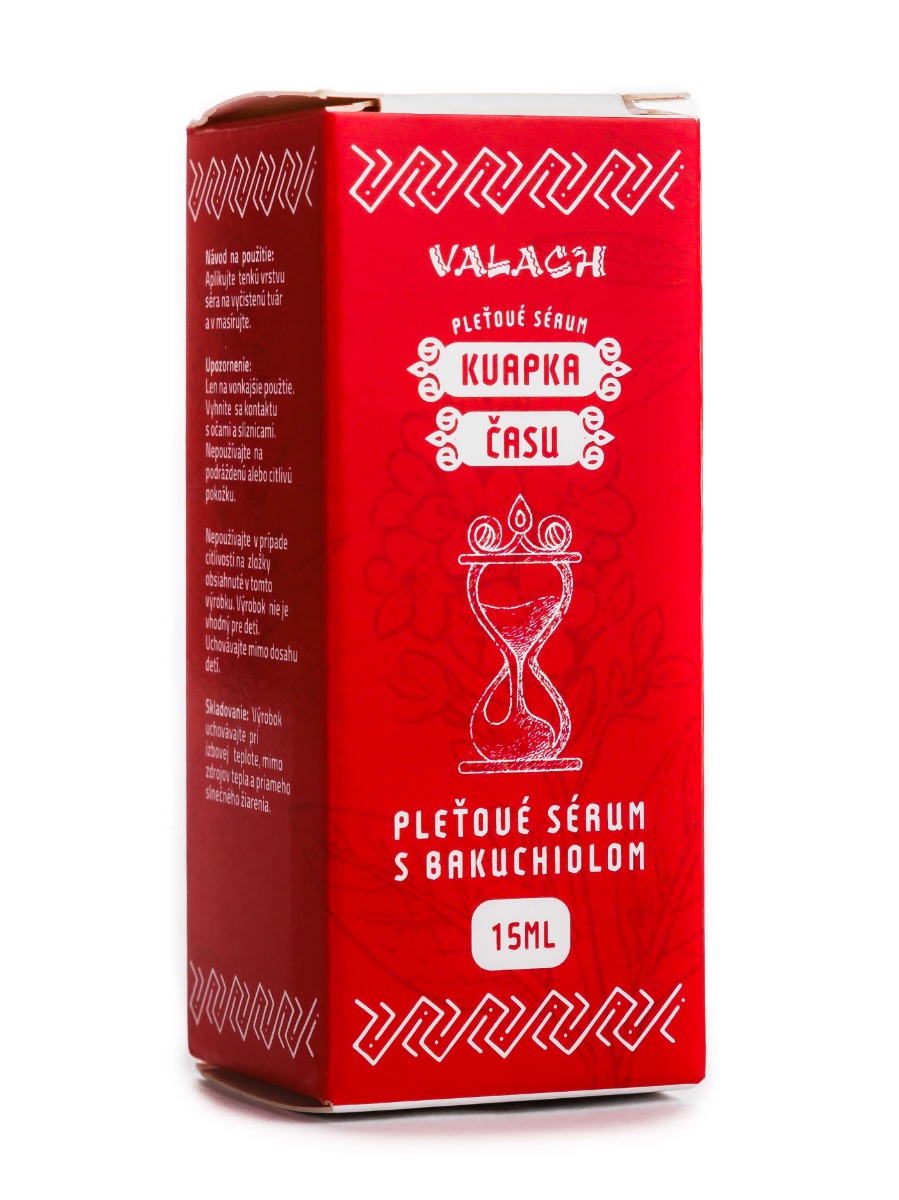 Návod na použitie:
Aplikujte tenkú vrstvu
séra na vyčistenú tvár
a vmasírujte.
Upozornenie:
Len na vonkajšie použtie.
Vyhnite sa kontaktu
s očami a sliznicami.
Nepoužívajte na
podráždenú alebo citlivú
pokožku.
Nepoužívajte v prípade
citlivosti na zložky
obsiahnuté v tomto
výrobku. Výrobok nie je
vhodný pre deti.
Uchovávajte mimo dosahu
detí.
Skladovanie: Výrobok
uchovávajte pri
izbovej teplote, mimo
zdrojov tepla a priameho
slnečného žiarenia.
VALACH
PLEŤOVÉ SÉRUM
KVAPKA
ČASU
PLEŤOVÉ SÉRUM
S BAKUCHIOLOM
15ML